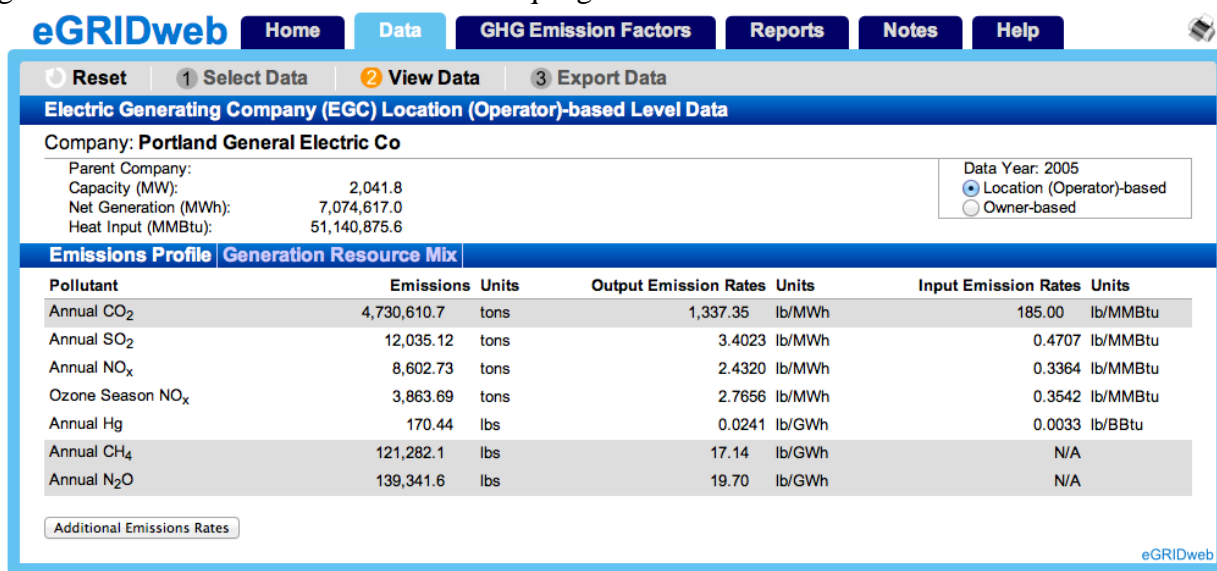 eGRIDweb Home Data GHG Emission Factors Reports Notes Help
Reset 1 Select Data 2 View Data 3 Export Data
Electric Generating Company (EGC) Location (Operator)-based Level Data
Company: Portland General Electric Co
Parent Company: Data Year: 2005
Capacity (MW): 2,041.8 Location (Operator)-based
Net Generation (MWh): 7,074,617.0 Owner-based
Heat Input (MMBtu): 51,140,875.6
Emissions Profile Generation Resource Mix
Pollutant Emissions Units Output Emission Rates Units Input Emission Rates Units
Annual CO2 4,730,610.7 tons 1,337.35 lb/MWh 185.00 lb/MMBtu
Annual SO2 12,035.12 tons 3.4023 lb/MWh 0.4707 lb/MMBtu
Annual NOx 8,602.73 tons 2.4320 lb/MWh 0.3364 lb/MMBtu
Ozone Season NOx 3,863.69 tons 2.7656 lb/MWh 0.3542 lb/MMBtu
Annual Hg 170.44 lbs 0.0241 lb/GWh 0.0033 lb/BBtu
Annual CH4 121,282.1 lbs 17.14 lb/GWh N/A
Annual N2O 139,341.6 lbs 19.70 lb/GWh N/A
Additional Emissions Rates
eGRIDweb